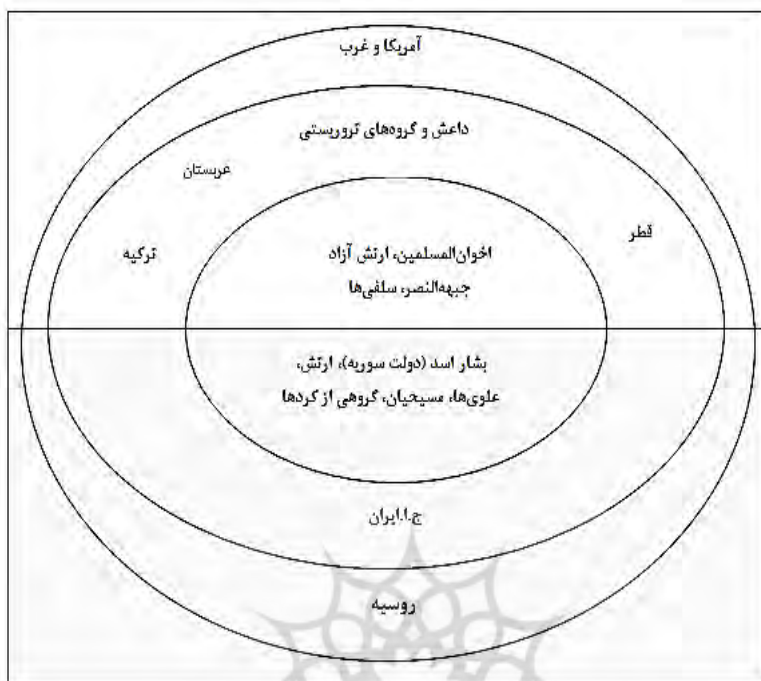 آمریکا و غرب
داعش و گروه‌های تروریستی
عربستان
قطر
ترکیه
اخوان‌المسلمین، ارتش آزاد
جبهه‌النصر، سلفی‌ها
بشار اسد (دولت سوریه)، ارتش،
علوی‌ها، مسیحیان، گروهی از کردها
ج.ا.ایران
روسیه